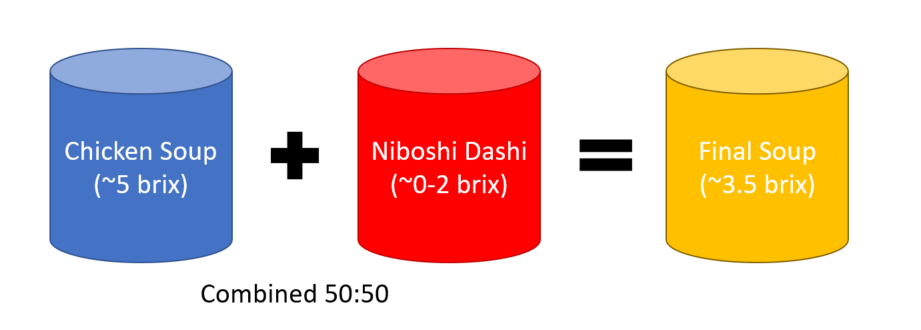 Chicken Soup
(~5 brix)
+
Niboshi Dashi
(~0-2 brix)
=
Final Soup
(~3.5 brix)
Combined 50:50